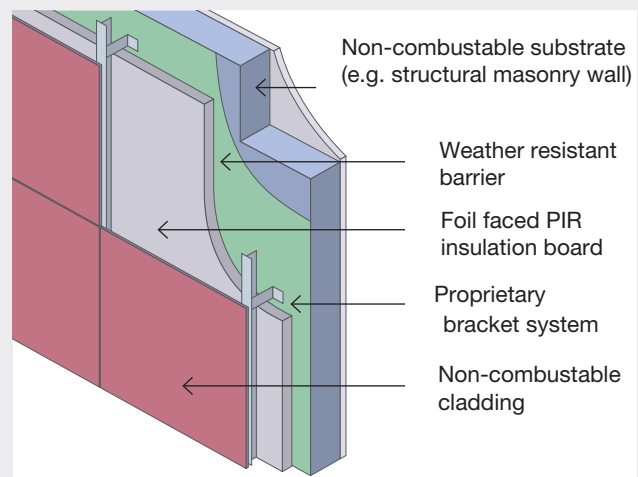 Non-combustable substrate
(e.g. structural masonry wall)
Weather resistant
barrier
Foil faced PIR
insulation board
Proprietary
bracket system
Non-combustable
cladding